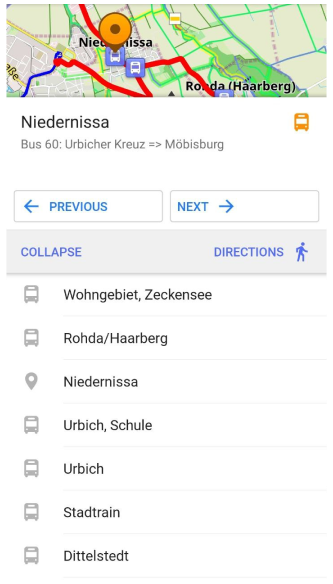 Niedernissa
Rohda (Haarberg)
Niedernissa
Bus 60: Urbicher Kreuz => Möbisburg
PREVIOUS
NEXT
COLLAPSE
DIRECTIONS
Wohngebiet, Zeckensee
Rohda/Haarberg
Niedernissa
Urbich, Schule
Urbich
Stadtrain
Dittelstedt